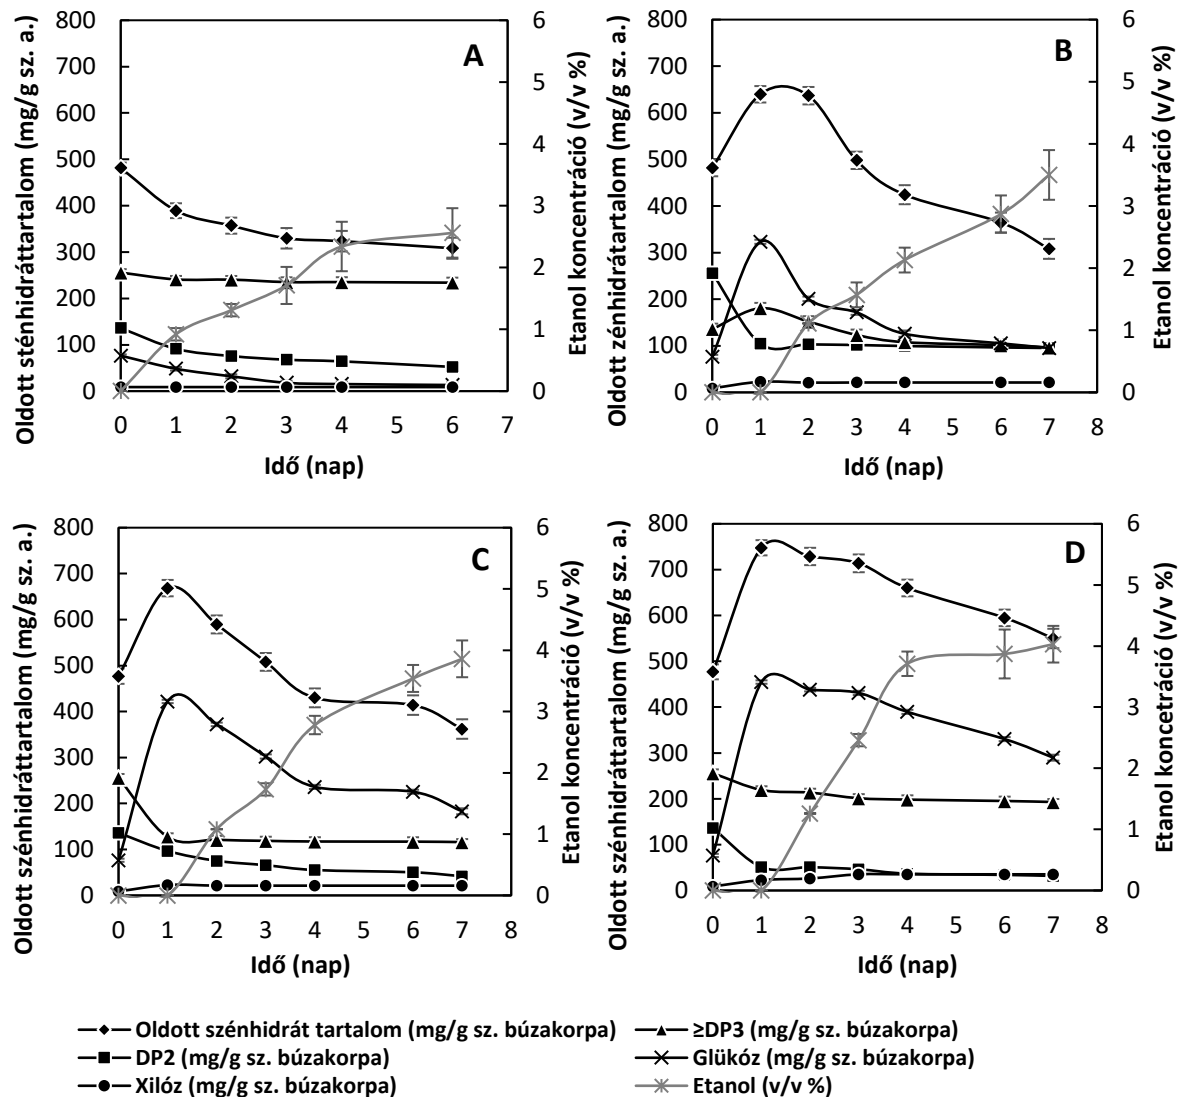 A
Oldott sténhidráttartalom (mg/g sz. a.)
800
700
600
500
400
300
200
100
0
6
5
4
3
2
1
0
Etanol koncentráció (v/v %)
0 1 2 3 4 5 6 7
Idő (nap)
B
Oldott zénhidráttartalom (mg/g sz. a.)
800
700
600
500
400
300
200
100
0
6
5
4
3
2
1
0
Etanol koncentráció (v/v %)
0 1 2 3 4 5 6 7 8
Idő (nap)
C
Oldott szénhidráttartalom (mg/g sz. a.)
800
700
600
500
400
300
200
100
0
6
5
4
3
2
1
0
Etanol koncentráció (v/v %)
0 1 2 3 4 5 6 7 8
Idő (nap)
D
Oldott szénhidráttartalom (mg/g sz. a.)
800
700
600
500
400
300
200
100
0
6
5
4
3
2
1
0
Etanol koncetráció (v/v %)
0 1 2 3 4 5 6 7 8
Idő (nap)
Oldott szénhidrát tartalom (mg/g sz. búzakorpa)
≥DP3 (mg/g sz. búzakorpa)
DP2 (mg/g sz. búzakorpa)
Glükóz (mg/g sz. búzakorpa)
Xilóz (mg/g sz. búzakorpa)
Etanol (v/v %)